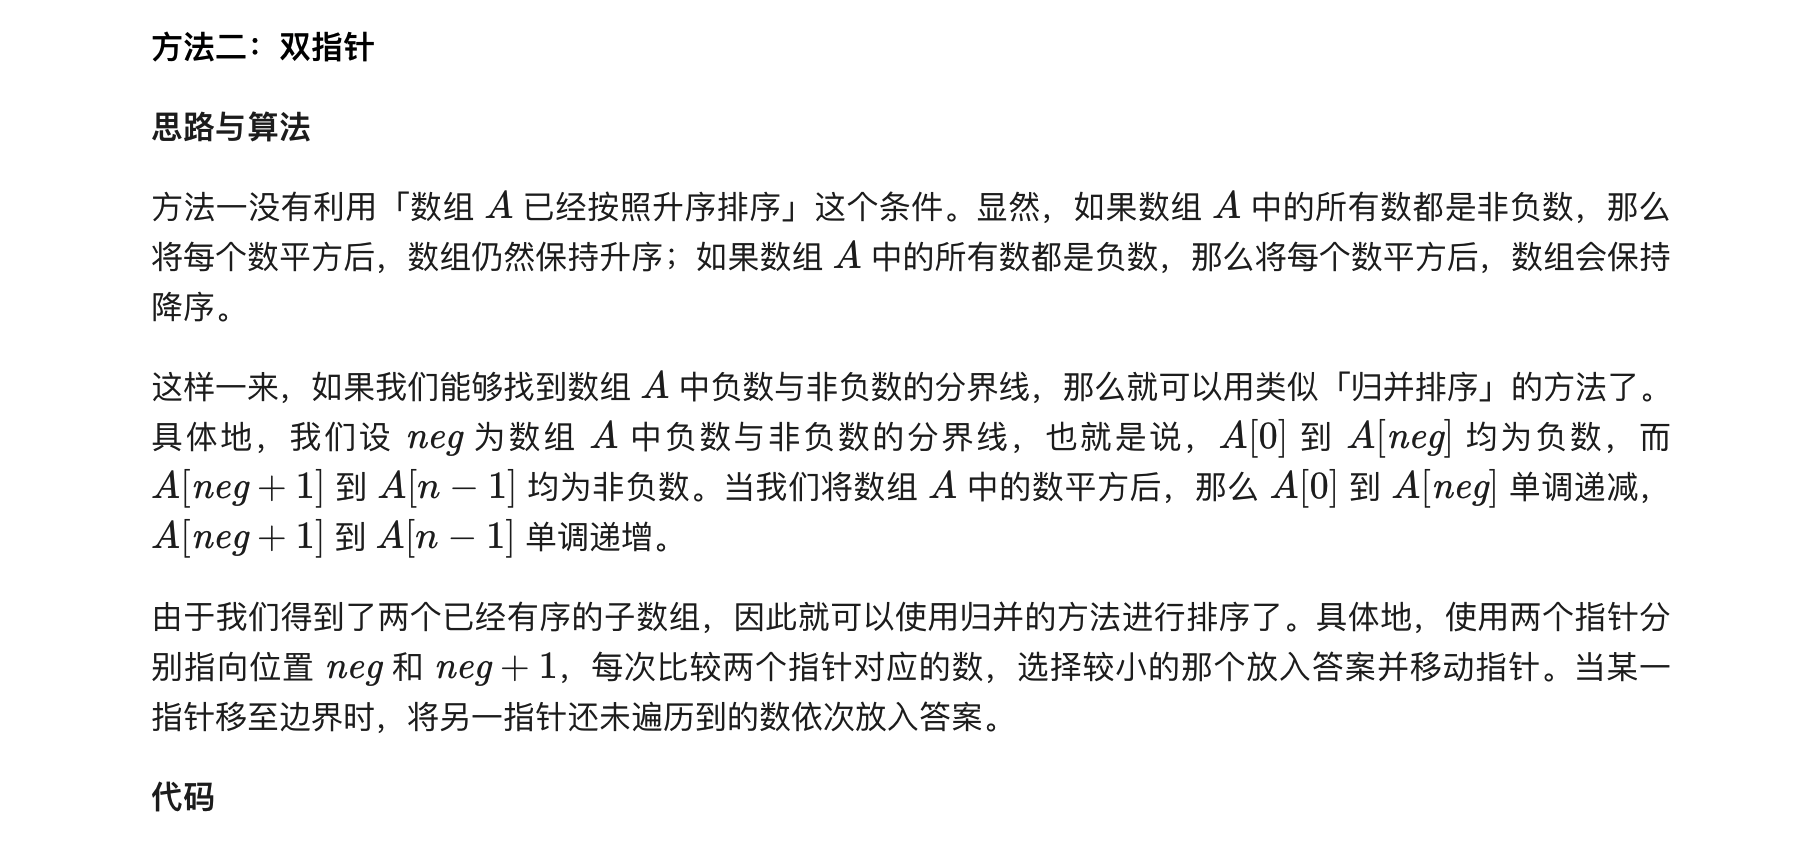 方法二：双指针
思路与算法
方法一没有利用「数组 A 已经按照升序排序」这个条件。显然，如果数组 A 中的所有数都是非负数，那么
将每个数平方后，数组仍然保持升序；如果数组 A 中的所有数都是负数，那么将每个数平方后，数组会保持
降序。
这样一来，如果我们能够找到数组 A 中负数与非负数的分界线，那么就可以用类似「归并排序」的方法了。
具体地，我们设 neg 为数组 A 中负数与非负数的分界线，也就是说，A[0] 到 A[neg] 均为负数，而
A[neg + 1] 到 A[n − 1] 均为非负数。当我们将数组 A 中的数平方后，那么 A[0] 到 A[neg] 单调递减，
A[neg + 1] 到 A[n − 1] 单调递增。
由于我们得到了两个已经有序的子数组，因此就可以使用归并的方法进行排序了。具体地，使用两个指针分
别指向位置 neg 和 neg + 1，每次比较两个指针对应的数，选择较小的那个放入答案并移动指针。当某一
指针移至边界时，将另一指针还未遍历到的数依次放入答案。
代码